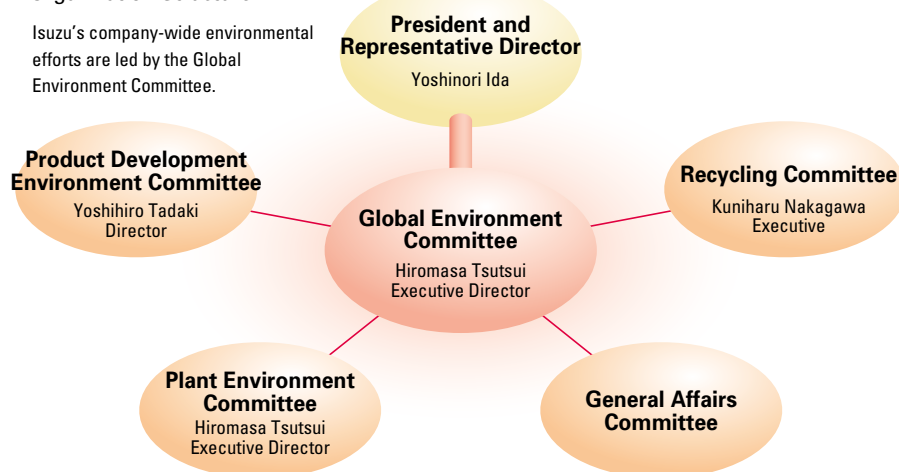 Isuzu's company-wide environmental
efforts are led by the Global
Environment Committee.
President and
Representative Director
Yoshinori Ida
Product Development
Environment Committee
Yoshihiro Tadaki
Director
Recycling Committee
Kuniharu Nakagawa
Executive
Global Environment
Committee
Hiromasa Tsutsui
Executive Director
Plant Environment
Committee
Hiromasa Tsutsui
Executive Director
General Affairs
Committee